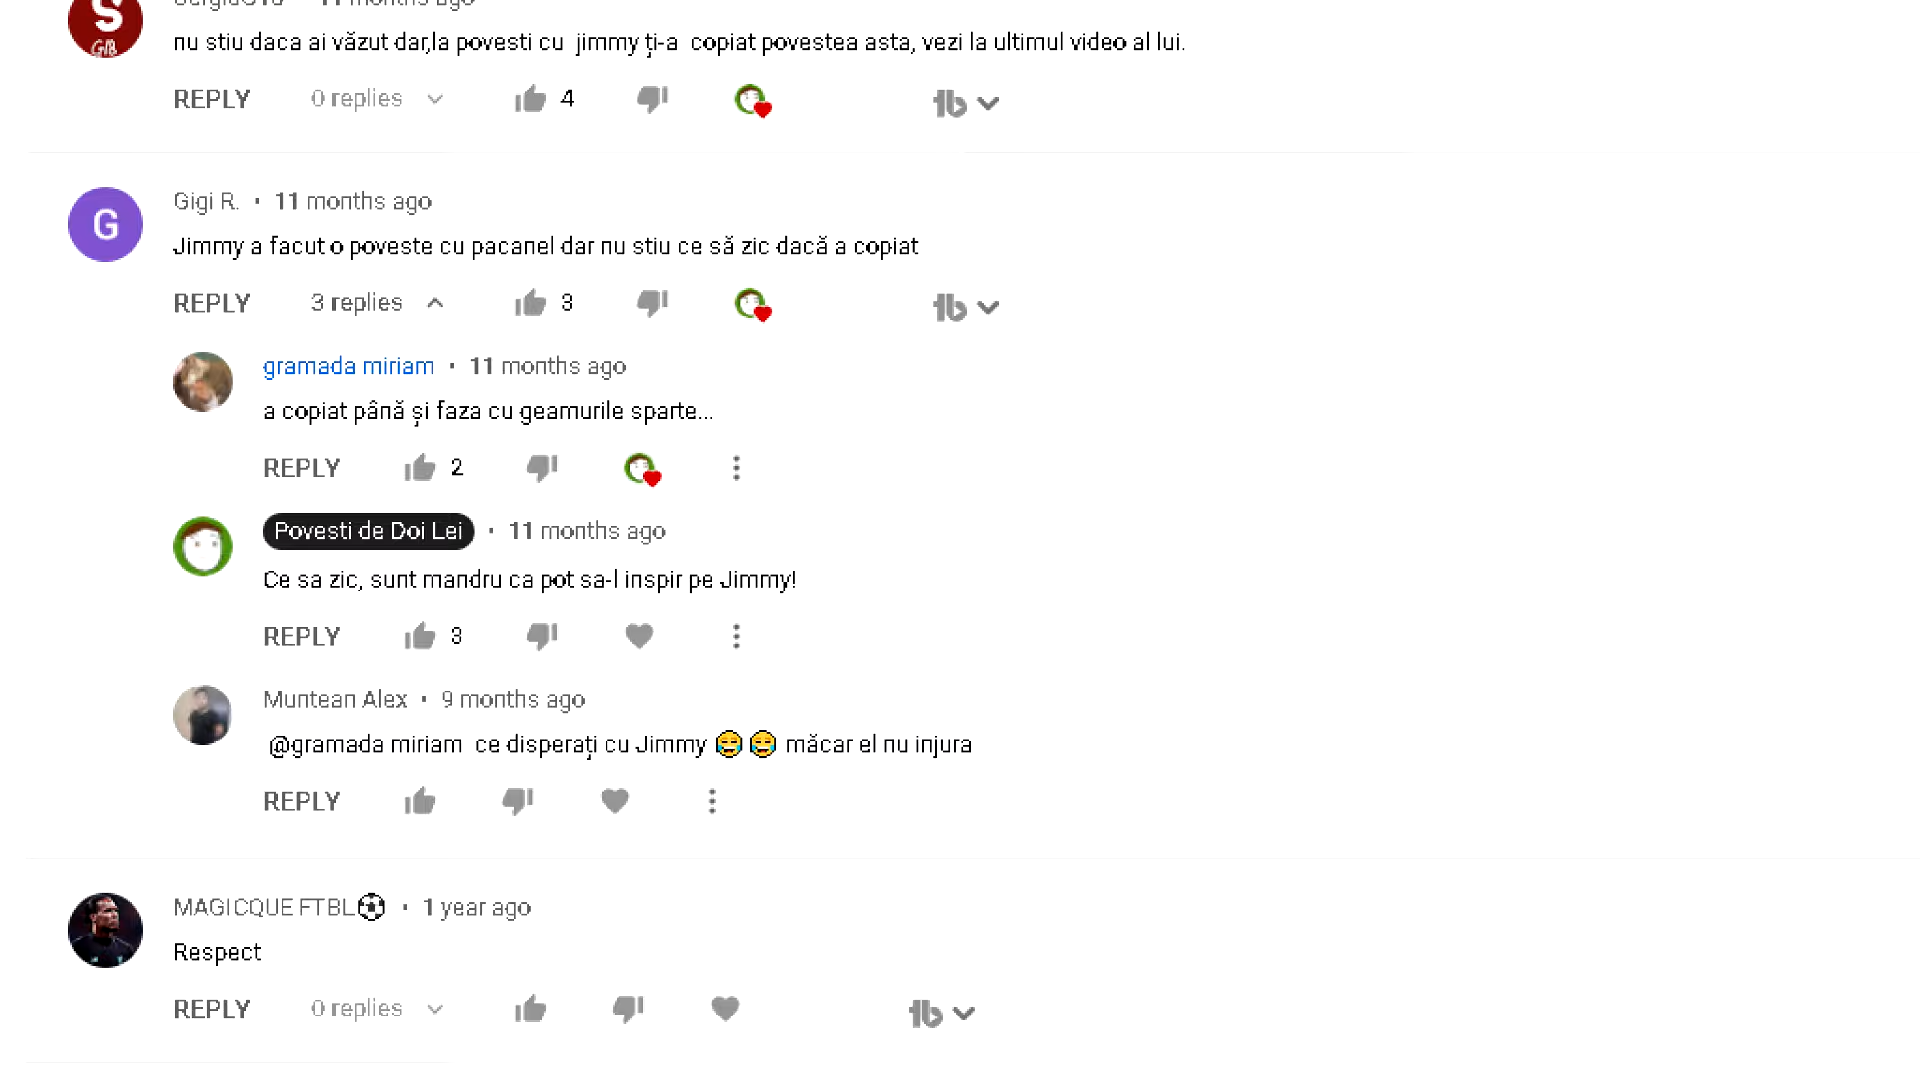 nu stiu daca ai văzut dar,la povesti cu jimmy ți-a copiat povestea asta, vezi la ultimul video al lui.
REPLY 0 replies 4
Gigi R. • 11 months ago
Jimmy a facut o poveste cu pacanel dar nu stiu ce să zic dacă a copiat
REPLY 3 replies 3
gramada miriam • 11 months ago
a copiat până și faza cu geamurile sparte...
REPLY 2
Povesti de Doi Lei • 11 months ago
Ce sa zic, sunt mandru ca pot sa-l inspir pe Jimmy!
REPLY 3
Muntean Alex • 9 months ago
@gramada miriam ce disperați cu Jimmy 😂😂 măcar el nu injura
REPLY
MAGICQUE FTBL⚽ • 1 year ago
Respect
REPLY 0 replies